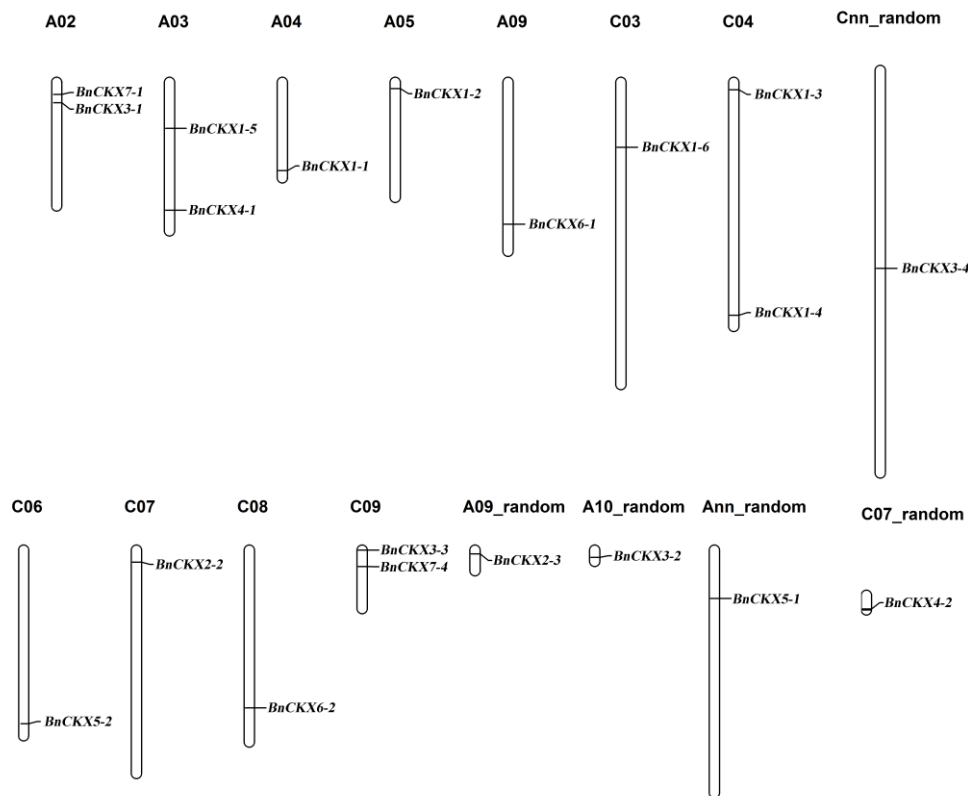 A02 A03 A04 A05 A09 C03 C04 Cnn_random
BnCKX7-1
BnCKX3-1
BnCKX1-5
BnCKX4-1
BnCKX1-1
BnCKX1-2
BnCKX6-1
BnCKX1-6
BnCKX1-3
BnCKX1-4
BnCKX3-4
C06 C07 C08 C09 A09_random A10_random Ann_random C07_random
BnCKX5-2
BnCKX2-2
BnCKX6-2
BnCKX3-3
BnCKX7-4
BnCKX2-3
BnCKX3-2
BnCKX5-1
BnCKX4-2